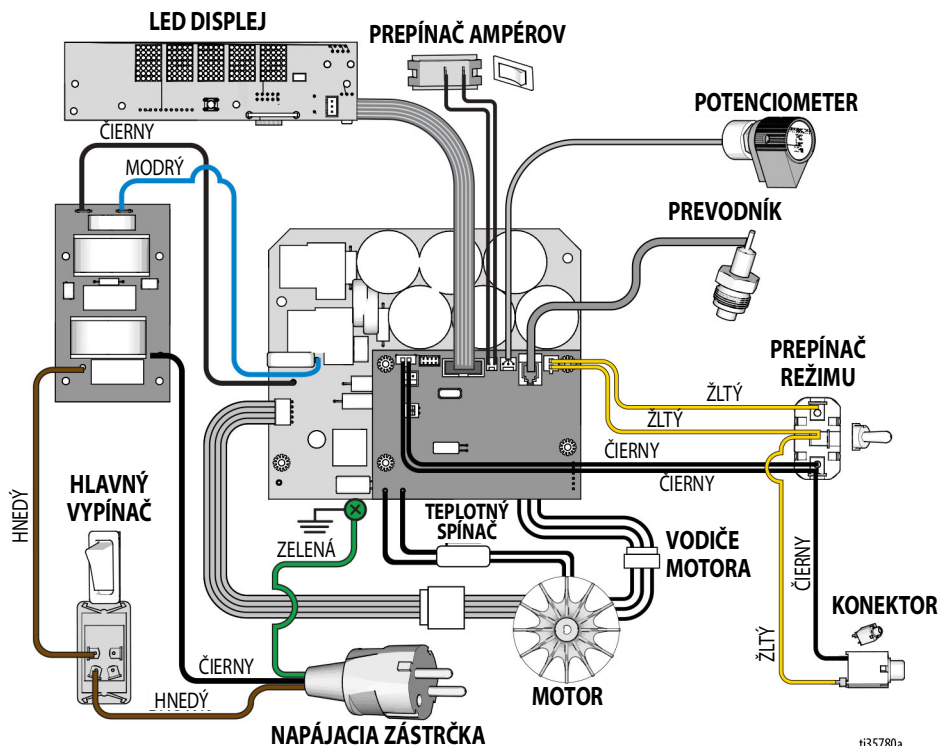 LED DISPLEJ
PREPÍNAČ AMPÉROV
POTENCIOMETER
ČIERNY
MODRÝ
PREVODNÍK
PREPÍNAČ
REŽIMU
ŽLTÝ
ŽLTÝ
ČIERNY
ČIERNY
HNEDÝ
HLAVNÝ
VYPÍNAČ
TEPLOTNÝ
SPÍNAČ
ZELENÁ
VODIČE
MOTORA
ČIERNY
KONEKTOR
ŽLTÝ
ČIERNY
HNEDÝ
MOTOR
NAPÁJACIA ZÁSTRČKA
ti35780a